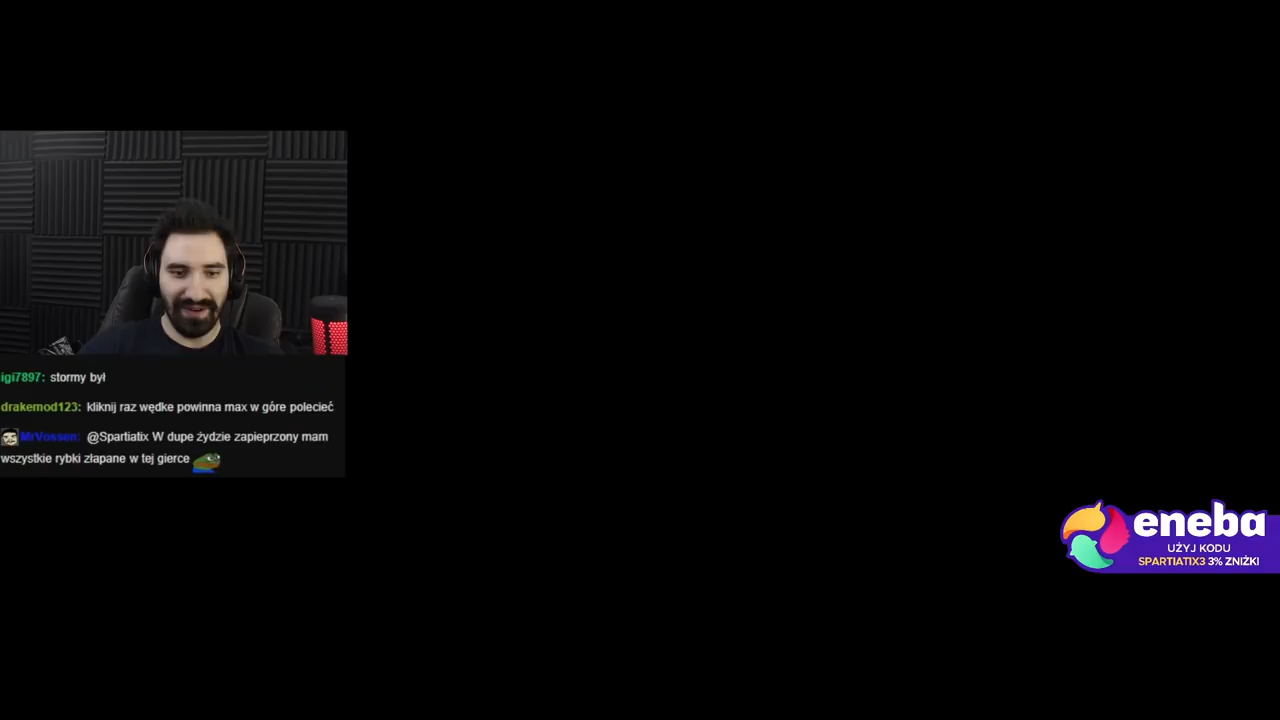 igi7897: stormy był
drakemod123: kliknij raz wędke powinna max w góre polecieć
MrVossen: @Spartiatix W dupe żydzie zapieprzony mam
wszystkie rybki złapane w tej gierce
eneba
UŻYJ KODU
SPARTIATIX3 3% ZNIŻKI